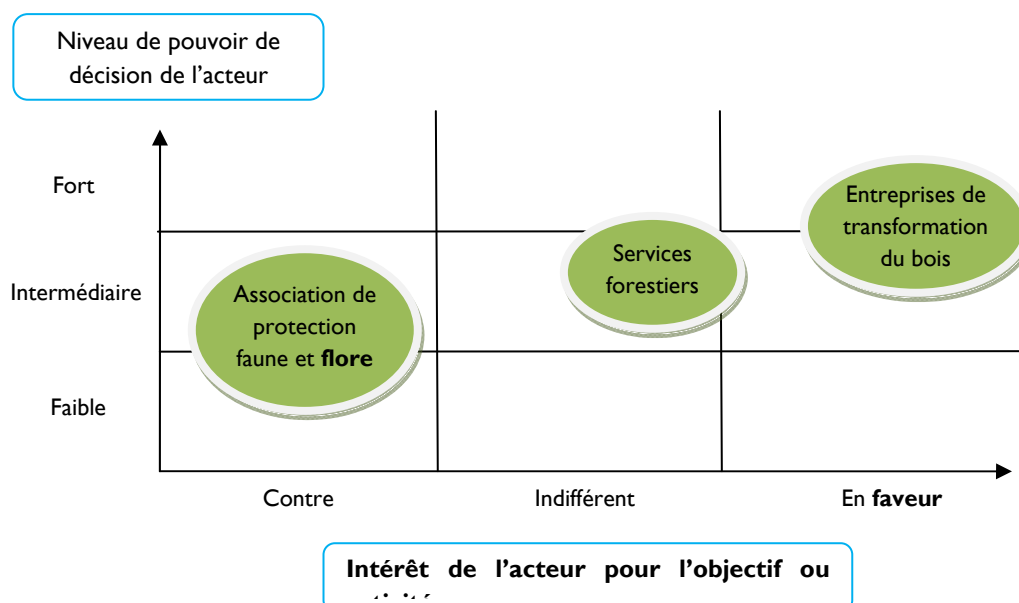 Niveau de pouvoir de
décision de l’acteur
Fort
Entreprises de
transformation
du bois
Services
forestiers
Intermédiaire
Association de
protection
faune et flore
Faible
Contre
Indifférent
En faveur
Intérêt de l’acteur pour l’objectif ou